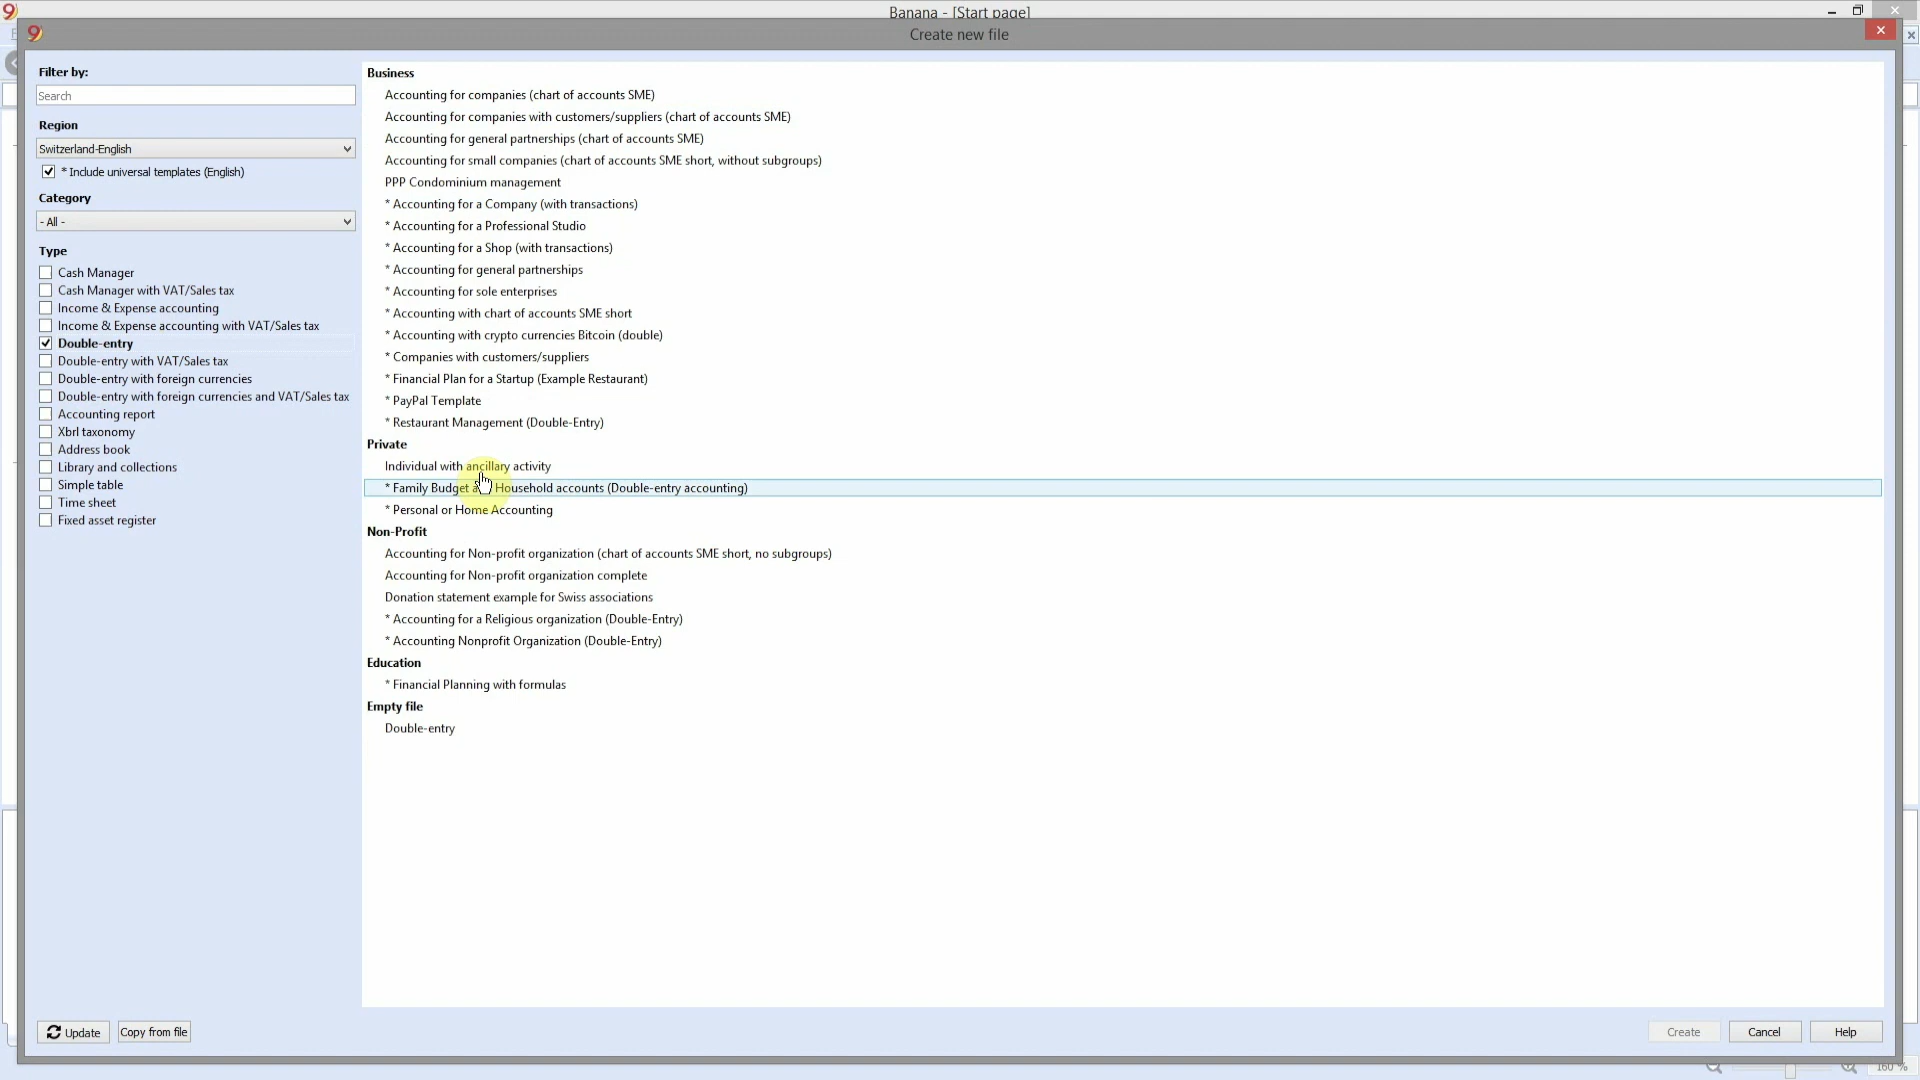 Banana - [Start page]
Create new file
Filter by:
Search
Region
Switzerland-English
* Include universal templates (English)
Category
- All -
Type
Cash Manager
Cash Manager with VAT/Sales tax
Income & Expense accounting
Income & Expense accounting with VAT/Sales tax
Double-entry
Double-entry with VAT/Sales tax
Double-entry with foreign currencies
Double-entry with foreign currencies and VAT/Sales tax
Accounting report
Xbrl taxonomy
Address book
Library and collections
Simple table
Time sheet
Fixed asset register
Business
Accounting for companies (chart of accounts SME)
Accounting for companies with customers/suppliers (chart of accounts SME)
Accounting for general partnerships (chart of accounts SME)
Accounting for small companies (chart of accounts SME short, without subgroups)
PPP Condominium management
* Accounting for a Company (with transactions)
* Accounting for a Professional Studio
* Accounting for a Shop (with transactions)
* Accounting for general partnerships
* Accounting for sole enterprises
* Accounting with chart of accounts SME short
* Accounting with crypto currencies Bitcoin (double)
* Companies with customers/suppliers
* Financial Plan for a Startup (Example Restaurant)
* PayPal Template
* Restaurant Management (Double-Entry)
Private
Individual with ancillary activity
* Family Budget a Household accounts (Double-entry accounting)
* Personal or Home Accounting
Non-Profit
Accounting for Non-profit organization (chart of accounts SME short, no subgroups)
Accounting for Non-profit organization complete
Donation statement example for Swiss associations
* Accounting for a Religious organization (Double-Entry)
* Accounting Nonprofit Organization (Double-Entry)
Education
* Financial Planning with formulas
Empty file
Double-entry
Update
Copy from file
Create
Cancel
Help
160 %